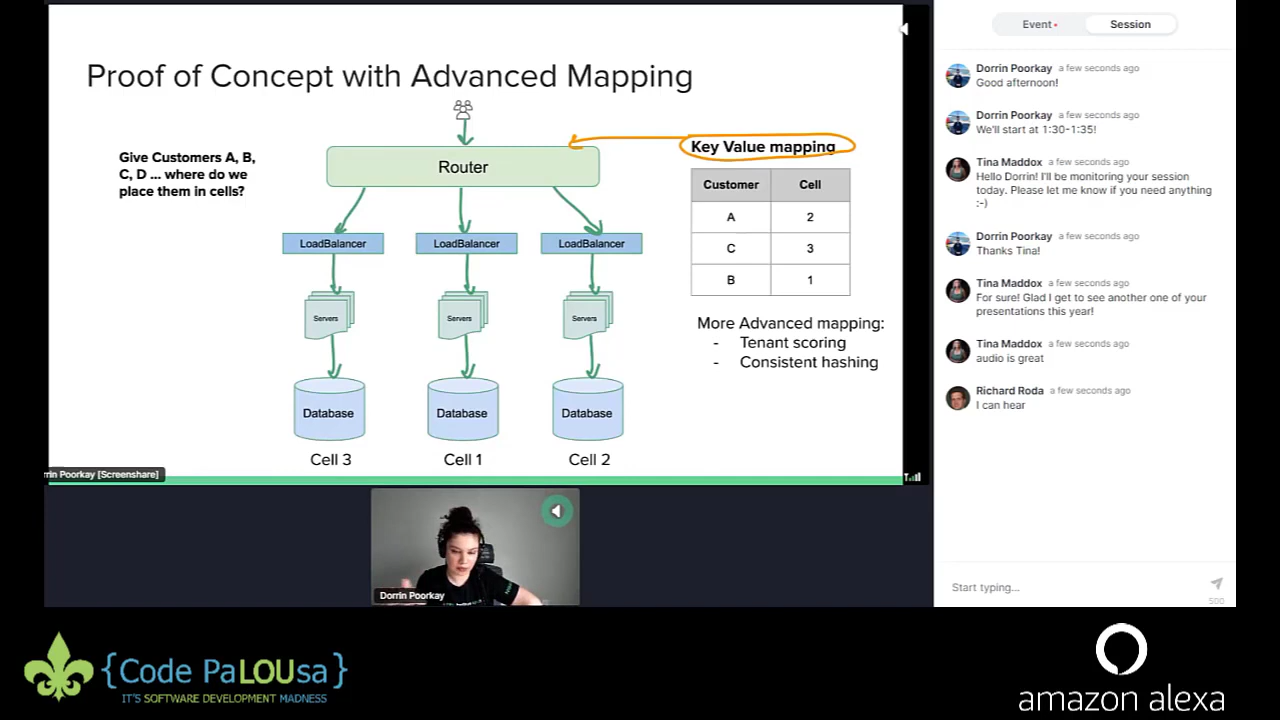 Proof of Concept with Advanced Mapping
Give Customers A, B,
C, D ... where do we
place them in cells?
Router
LoadBalancer
LoadBalancer
LoadBalancer
Servers
Servers
Servers
Database
Database
Database
Cell 3
Cell 1
Cell 2
Key Value mapping
Customer Cell
A 2
C 3
B 1
More Advanced mapping:
- Tenant scoring
- Consistent hashing
rrin Poorkay [Screenshare]
Dorrin Poorkay
Event
Session
Dorrin Poorkay a few seconds ago
Good afternoon!
Dorrin Poorkay a few seconds ago
We'll start at 1:30-1:35!
Tina Maddox a few seconds ago
Hello Dorrin! I'll be monitoring your session
today. Please let me know if you need anything
:-)
Dorrin Poorkay a few seconds ago
Thanks Tina!
Tina Maddox a few seconds ago
For sure! Glad I get to see another one of your
presentations this year!
Tina Maddox a few seconds ago
audio is great
Richard Roda a few seconds ago
I can hear
Start typing...
500
{Code PaLOUsa}
IT'S SOFTWARE DEVELOPMENT MADNESS
amazon alexa